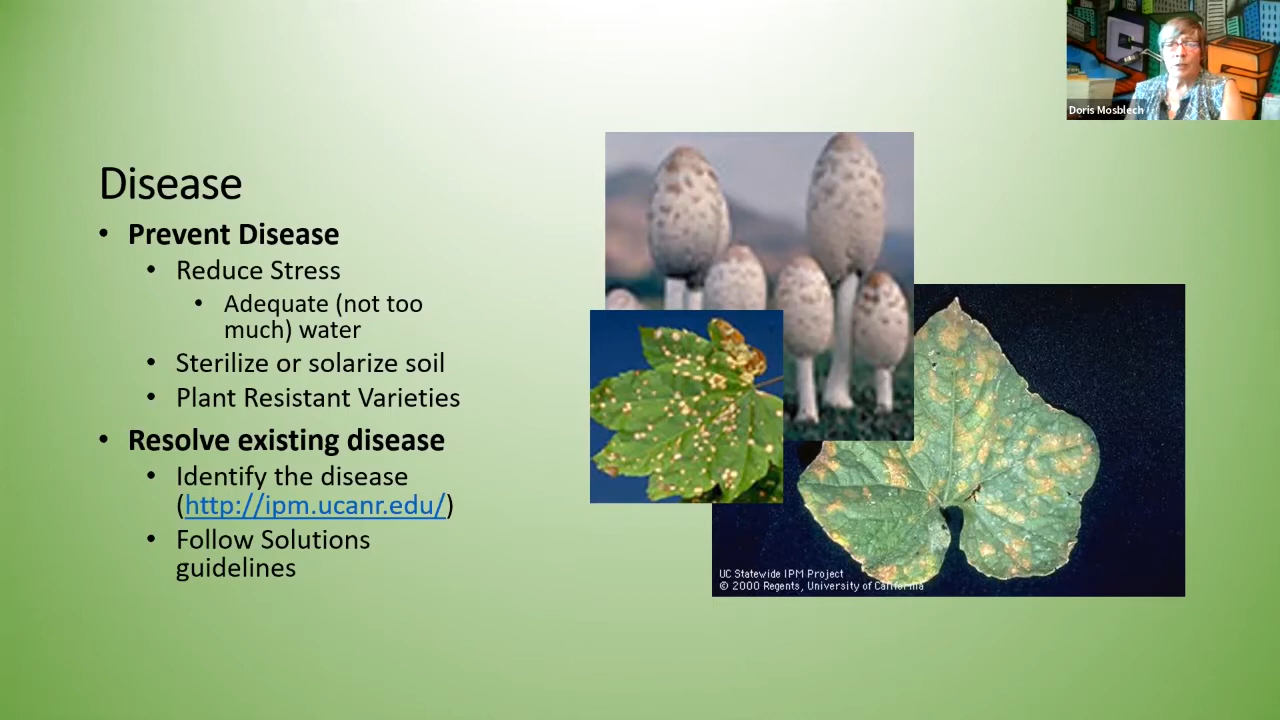 Doris Mosblech
Disease
• Prevent Disease
• Reduce Stress
• Adequate (not too
much) water
• Sterilize or solarize soil
• Plant Resistant Varieties
• Resolve existing disease
• Identify the disease
(http://ipm.ucanr.edu/)
• Follow Solutions
guidelines
UC Statewide IPM Project
© 2000 Regents, University of California